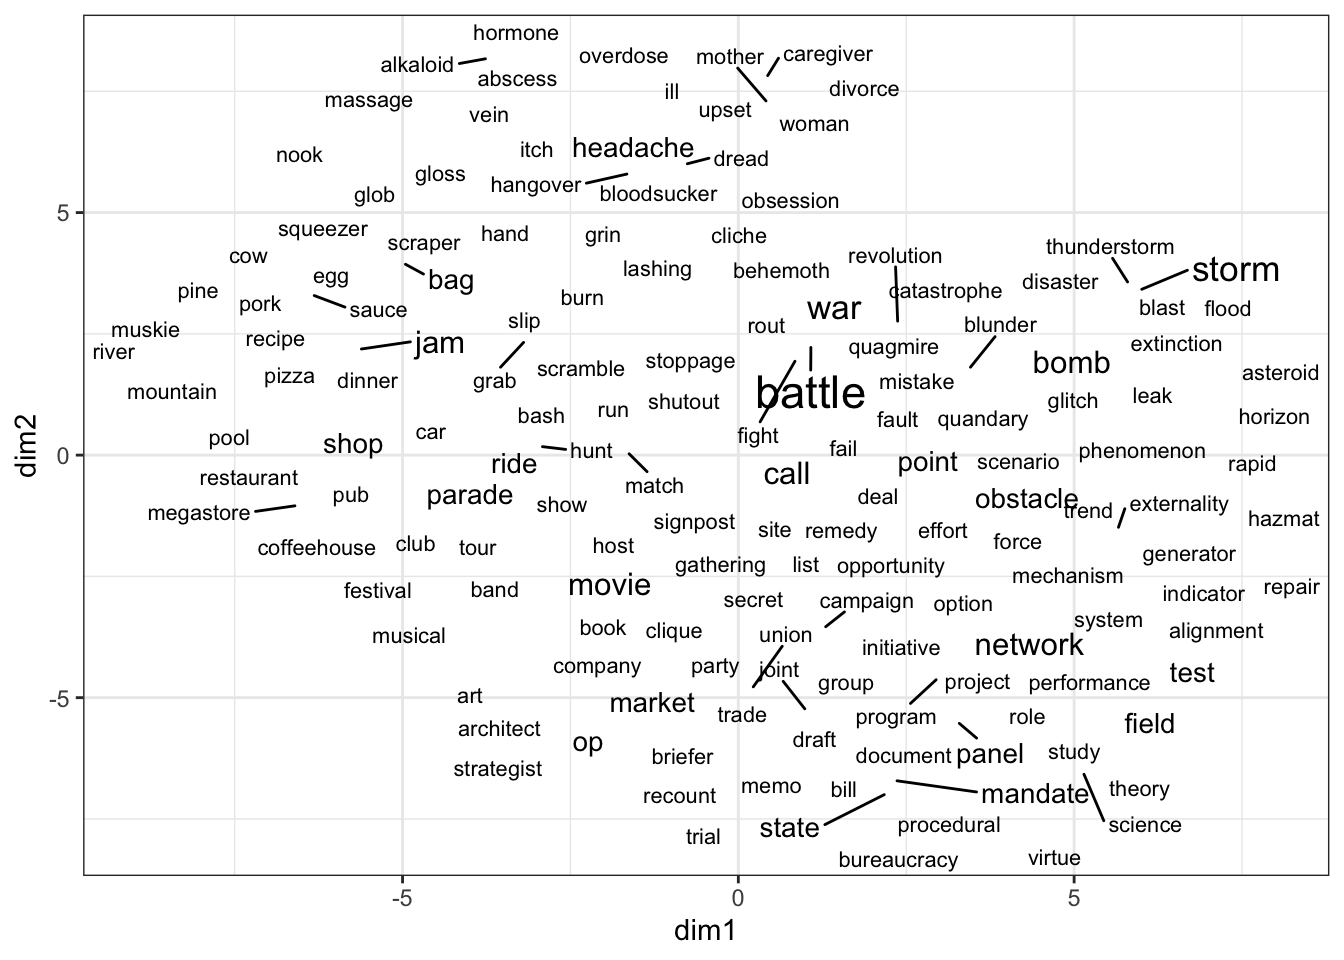 hormone
alkaloid overdose mother caregiver
abscess
massage ill divorce
vein upset
woman
nook itch headache dread
gloss hangover
glob bloodsucker obsession
squeezer scraper hand grin cliche
cow revolution thunderstorm
egg bag lashing behemoth storm
pine catastrophe disaster
pork sauce burn war blast flood
muskie slip rout blunder
river recipe jam quagmire extinction
stoppage bomb
pizza dinner grab scramble mistake asteroid
mountain battle
bash run shutout glitch leak
fault quandary horizon
pool shop car fight
hunt fail phenomenon
restaurant ride call point scenario rapid
pub parade match deal obstacle
megastore show trend externality
signpost site remedy effort hazmat
coffeehouse club tour host force
gathering list opportunity generator
festival band movie mechanism
secret campaign option indicator repair
musical book clique union system alignment
initiative network
company party joint test
group project performance
art market
trade program role field
architect op draft
strategist briefer document panel study
recount memo bill mandate theory
trial state procedural science
bureaucracy virtue
5
0
-5
dim2
-5 0 5
dim1